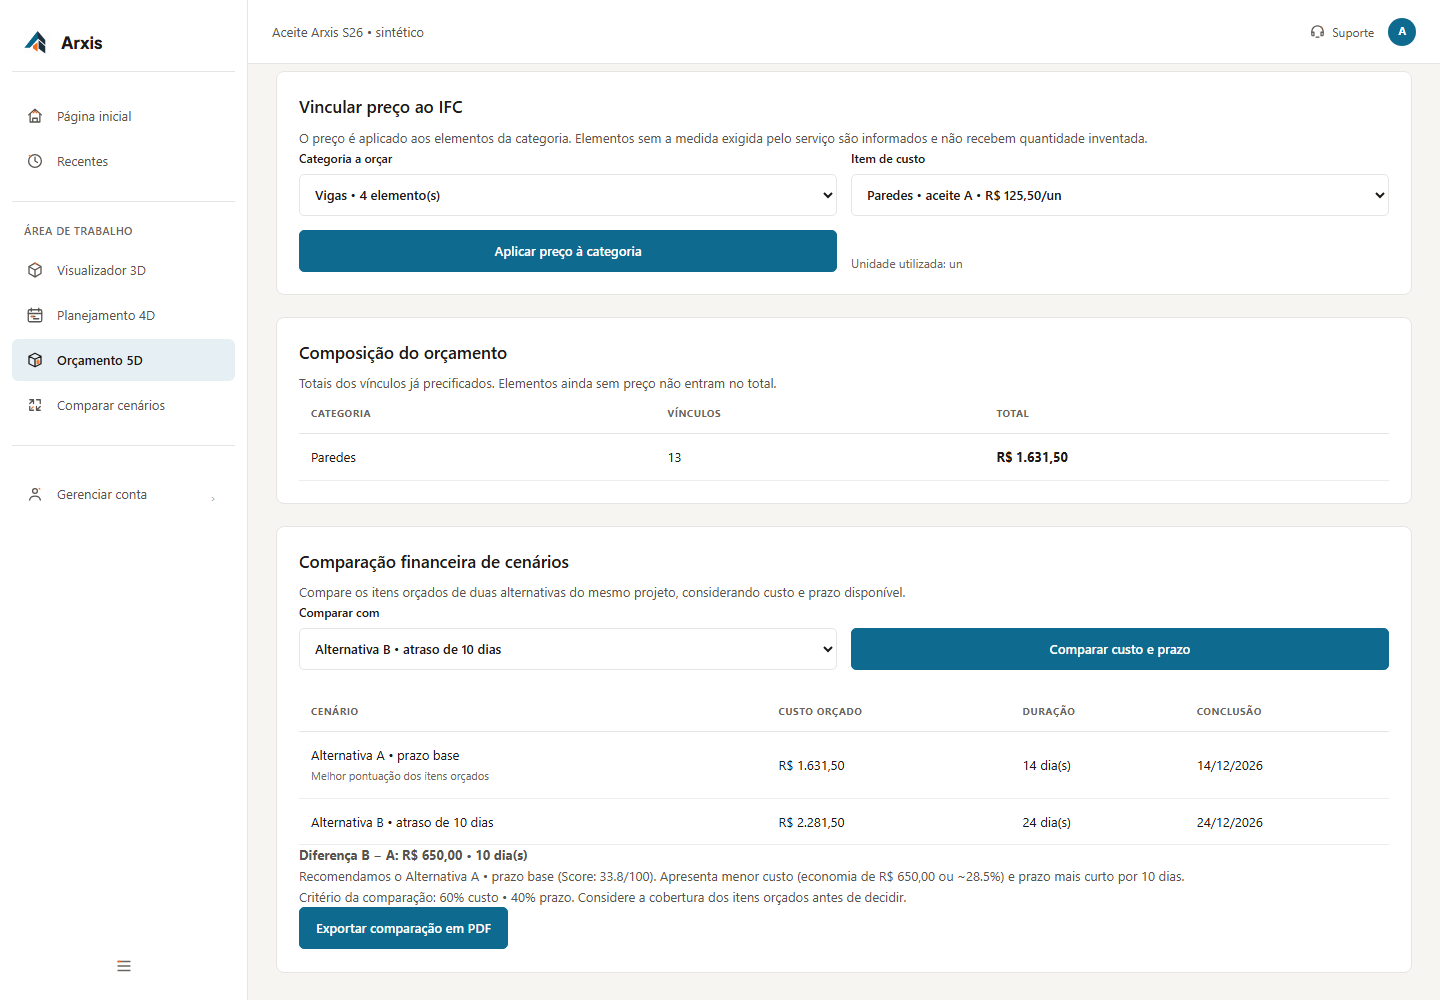 Arxis
Aceite Arxis S26 • sintético
Suporte
A
Página inicial
Recentes
ÁREA DE TRABALHO
Visualizador 3D
Planejamento 4D
Orçamento 5D
Comparar cenários
Gerenciar conta
Vincular preço ao IFC
O preço é aplicado aos elementos da categoria. Elementos sem a medida exigida pelo serviço são informados e não recebem quantidade inventada.
Categoria a orçar
Item de custo
Vigas • 4 elemento(s)
Paredes • aceite A • R$ 125,50/un
Aplicar preço à categoria
Unidade utilizada: un
Composição do orçamento
Totais dos vínculos já precificados. Elementos ainda sem preço não entram no total.
CATEGORIA VÍNCULOS TOTAL
Paredes 13 R$ 1.631,50
Comparação financeira de cenários
Compare os itens orçados de duas alternativas do mesmo projeto, considerando custo e prazo disponível.
Comparar com
Alternativa B • atraso de 10 dias
Comparar custo e prazo
CENÁRIO CUSTO ORÇADO DURAÇÃO CONCLUSÃO
Alternativa A • prazo base
Melhor pontuação dos itens orçados
R$ 1.631,50 14 dia(s) 14/12/2026
Alternativa B • atraso de 10 dias R$ 2.281,50 24 dia(s) 24/12/2026
Diferença B − A: R$ 650,00 • 10 dia(s)
Recomendamos o Alternativa A • prazo base (Score: 33.8/100). Apresenta menor custo (economia de R$ 650,00 ou ~28.5%) e prazo mais curto por 10 dias.
Critério da comparação: 60% custo • 40% prazo. Considere a cobertura dos itens orçados antes de decidir.
Exportar comparação em PDF